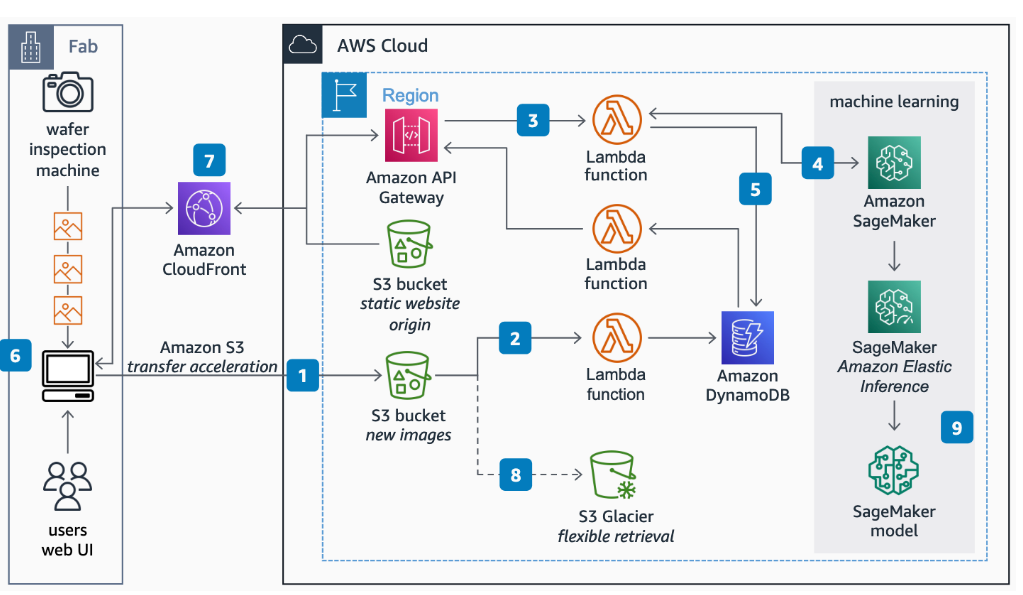 Fab
wafer
inspection
machine
6
users
web UI
7
Amazon
CloudFront
Amazon S3
transfer acceleration
1
AWS Cloud
Region
Amazon API
Gateway
3
Lambda
function
S3 bucket
static website
origin
Lambda
function
5
2
Lambda
function
Amazon
DynamoDB
S3 bucket
new images
8
S3 Glacier
flexible retrieval
machine learning
4
Amazon
SageMaker
SageMaker
Amazon Elastic
Inference
9
SageMaker
model